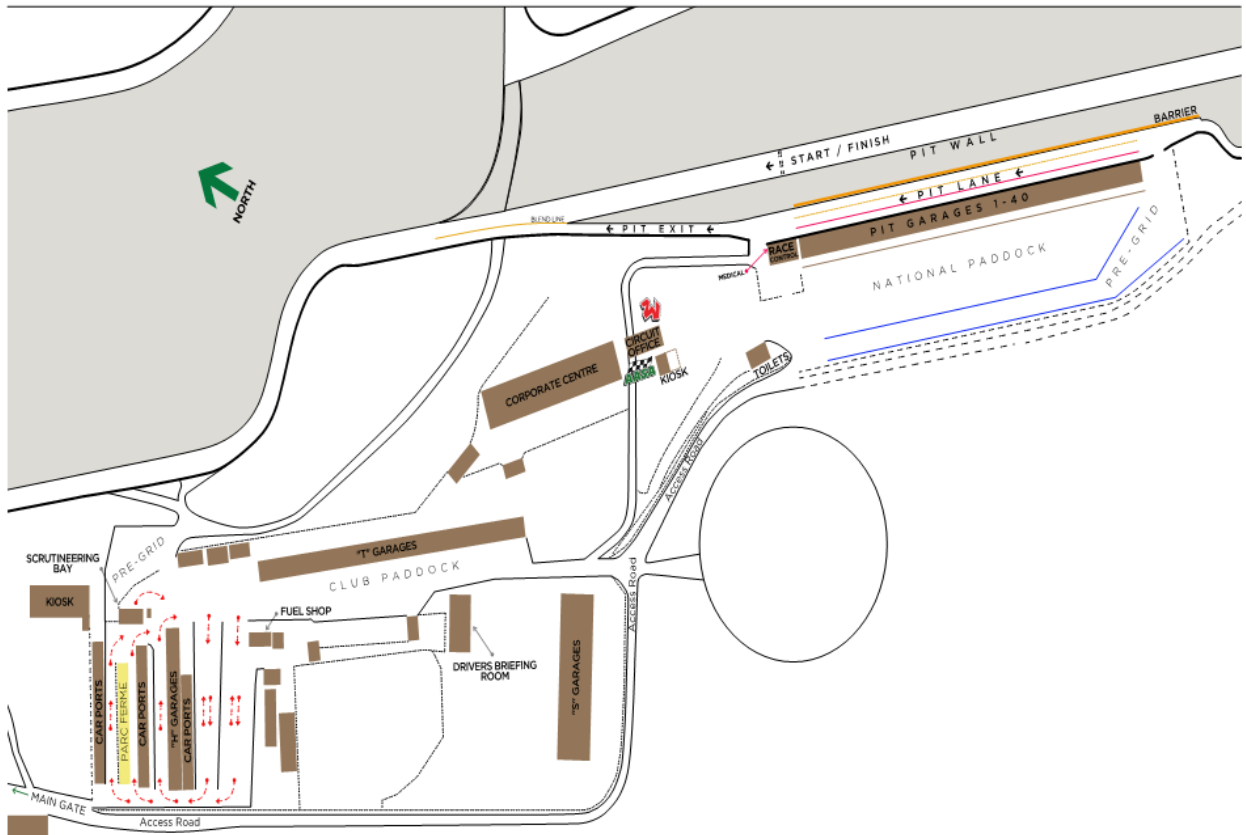 BARRIER
← START / FINISH
PIT WALL
← PIT LANE ←
NORTH
PIT GARAGES 1-40
BLEND LINE
← PIT EXIT ←
RACE
CONTROL
MEDICAL
NATIONAL PADDOCK
PRE-GRID
CIRCUIT
OFFICE
KIOSK
TOILETS
CORPORATE CENTRE
Access Road
"T" GARAGES
CLUB PADDOCK
PRE-GRID
SCRUTINEERING
BAY
KIOSK
FUEL SHOP
Access Road
DRIVERS BRIEFING
ROOM
"S" GARAGES
CAR PORTS
PARC FERME
CAR PORTS
"H" GARAGES
CAR PORTS
← MAIN GATE
Access Road